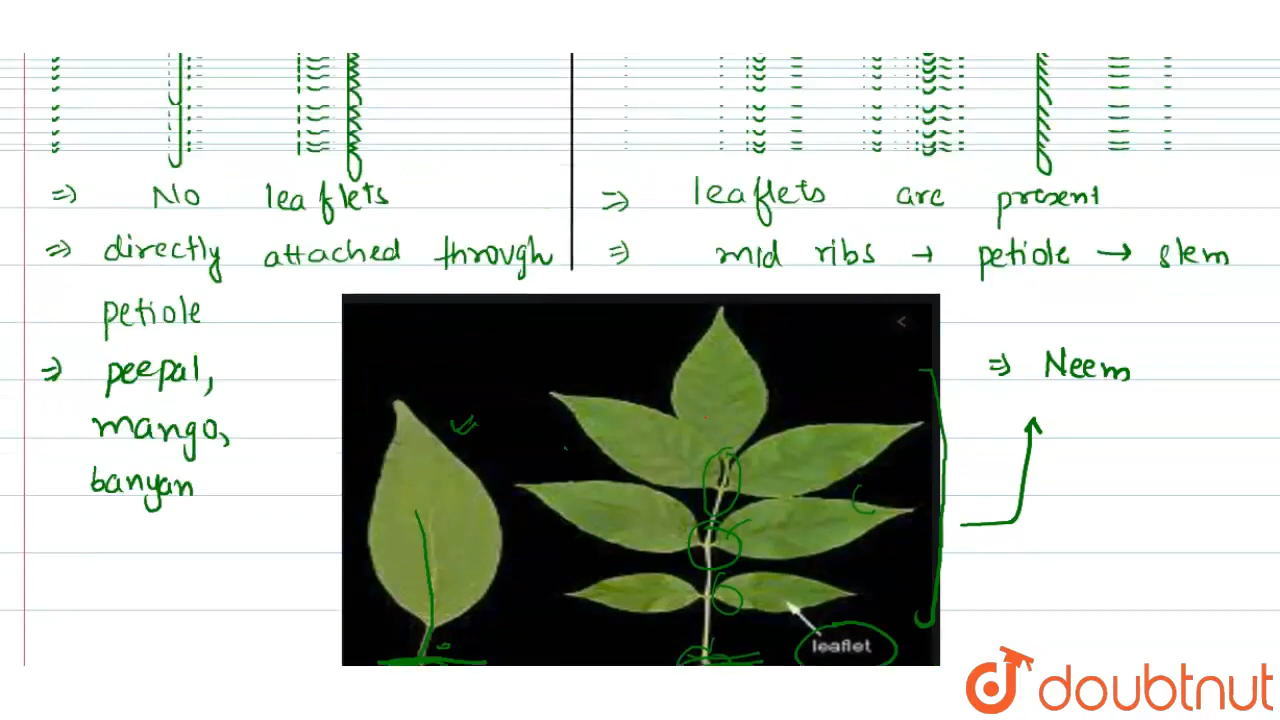 ⇒ No leaflets
⇒ directly attached through
petiole
⇒ peepal,
mango,
banyan
⇒ leaflets are present
⇒ mid ribs → petiole → stem
⇒ Neem
leaflet
doubtnut